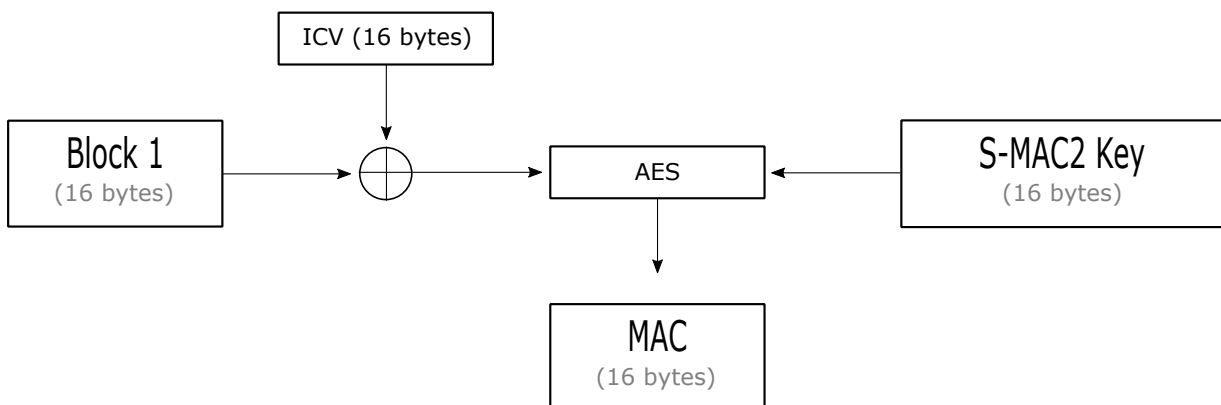 ICV (16 bytes)
Block 1
(16 bytes)
AES
S-MAC2 Key
(16 bytes)
MAC
(16 bytes)